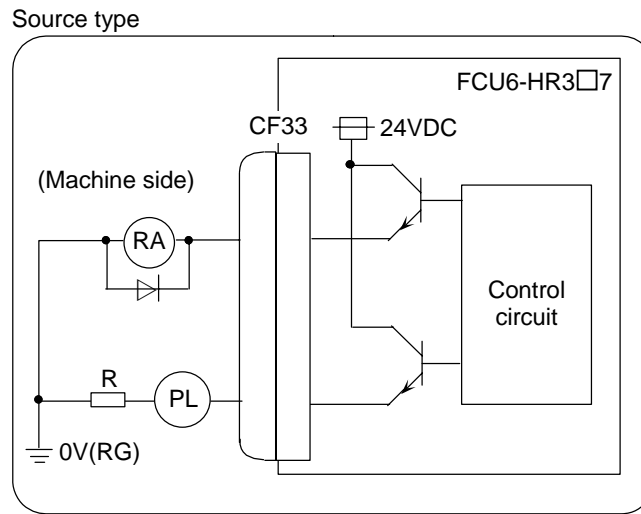 Source type
FCU6-HR3□7
CF33
24VDC
(Machine side)
RA
Control
circuit
R
PL
0V(RG)